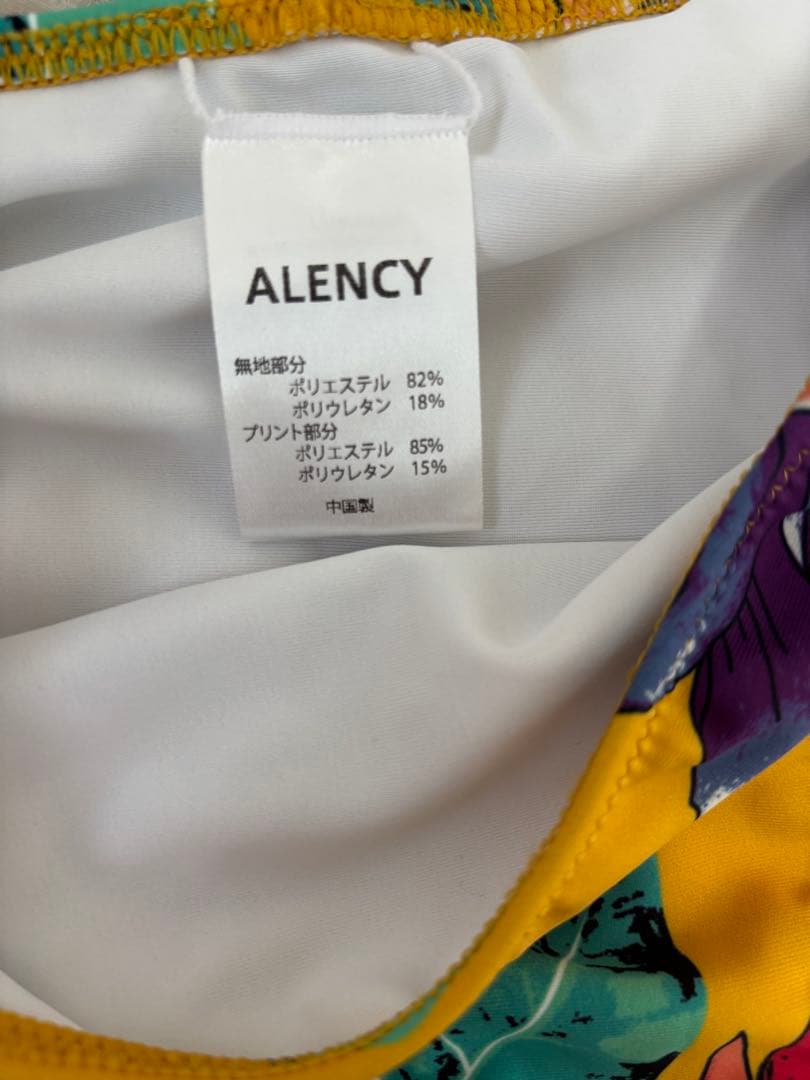 ALENCY
無地部分
ポリエステル 82%
ポリウレタン 18%
プリント部分
ポリエステル 85%
ポリウレタン 15%
中国製